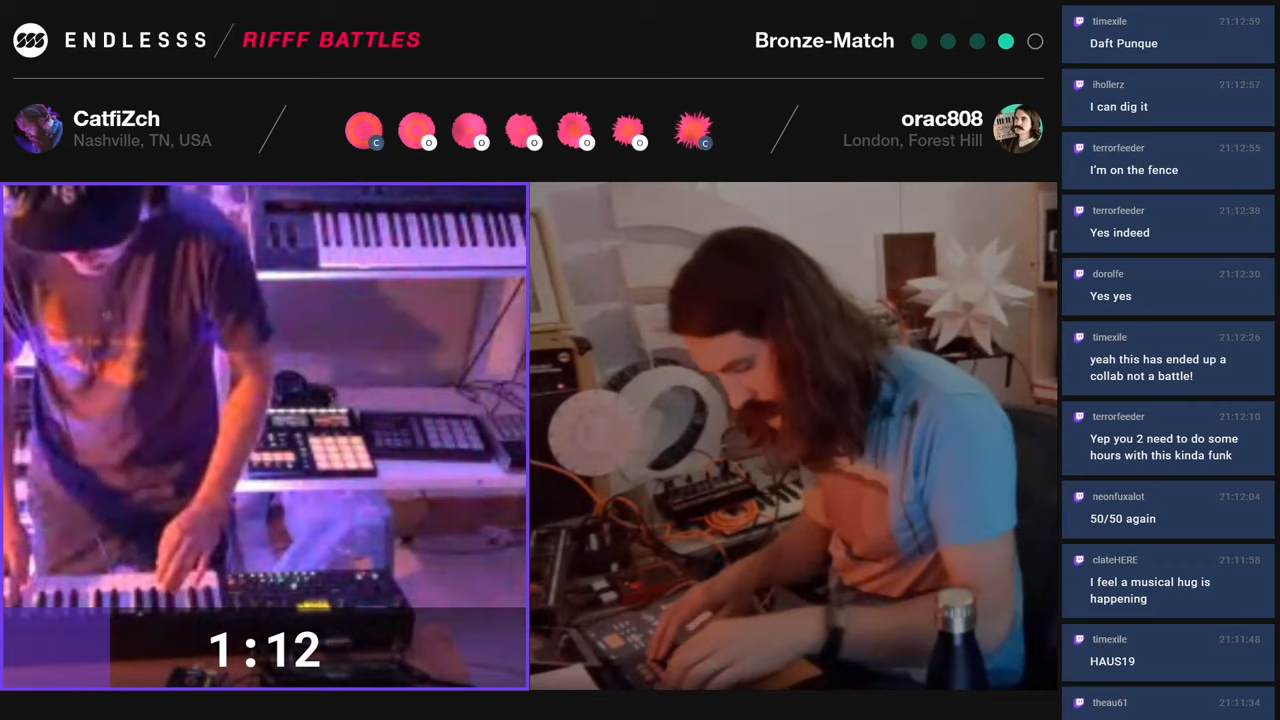 ENDLESSS
RIFFF BATTLES
Bronze-Match
CatfiZch
Nashville, TN, USA
C
O
O
O
O
O
C
orac808
London, Forest Hill
1:12
timexile 21:12:59
Daft Punque
ihollerz 21:12:57
I can dig it
terrorfeeder 21:12:55
I'm on the fence
terrorfeeder 21:12:38
Yes indeed
dorolfe 21:12:30
Yes yes
timexile 21:12:26
yeah this has ended up a
collab not a battle!
terrorfeeder 21:12:10
Yep you 2 need to do some
hours with this kinda funk
neonfuxalot 21:12:04
50/50 again
clateHERE 21:11:58
I feel a musical hug is
happening
timexile 21:11:48
HAUS19
theau61 21:11:34